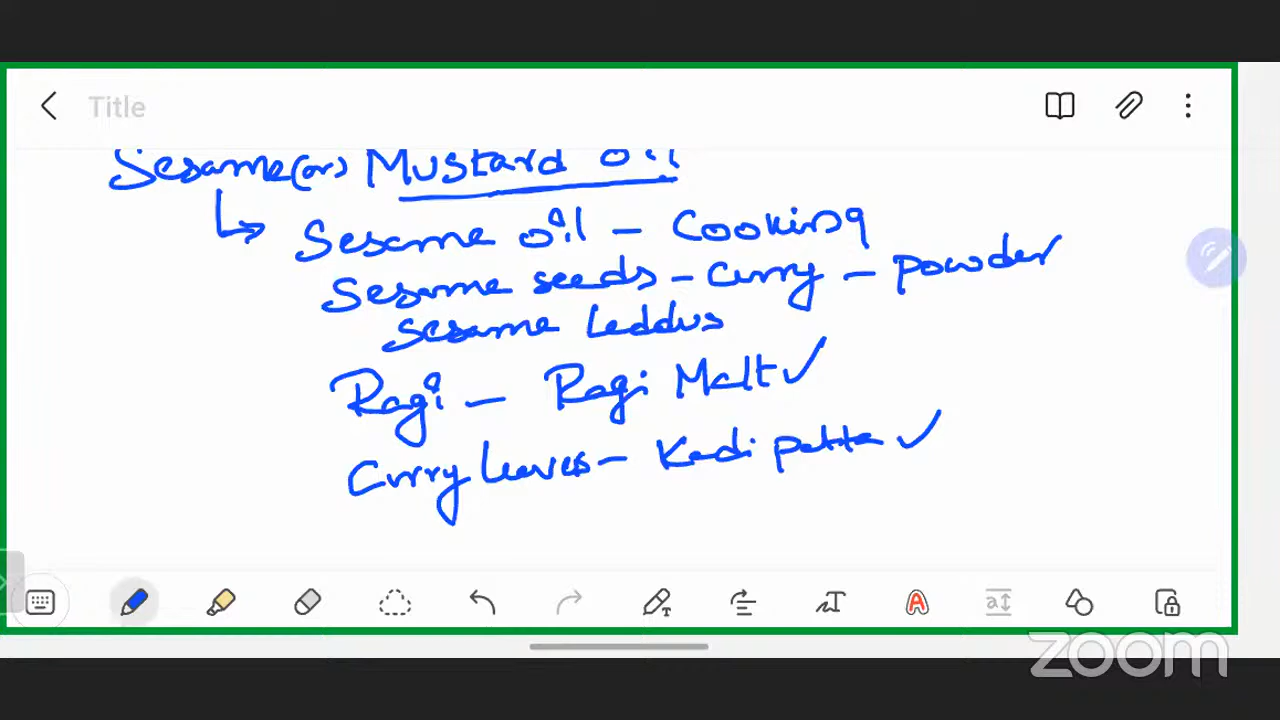 Title
Sesame(or) Mustard oil
↳ Sesame oil - Cooking
Sesame seeds - Curry - powder
Sesame laddus
Ragi - Ragi Malt ✓
Curry leaves - Kadi patta ✓
T
T
A
a
zoom